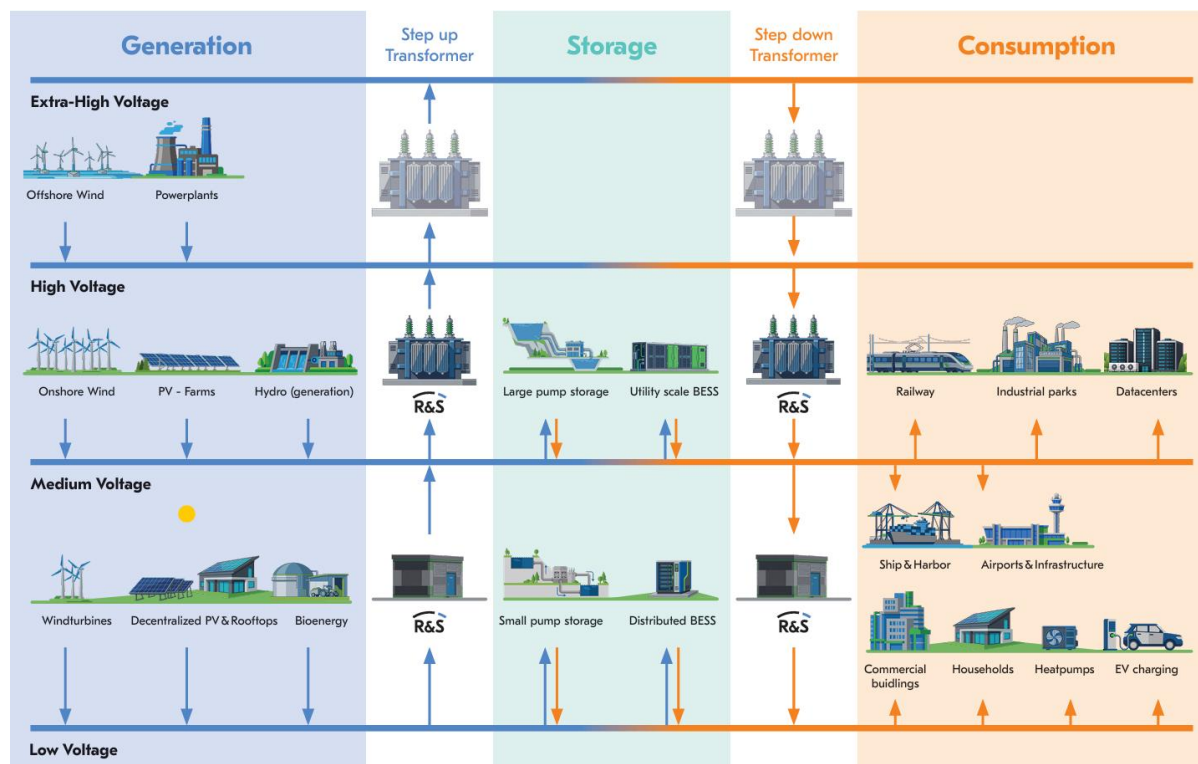 Generation
Step up
Transformer
Storage
Step down
Transformer
Consumption
Extra-High Voltage
Offshore Wind
Powerplants
High Voltage
Onshore Wind
PV - Farms
Hydro (generation)
R&S
Large pump storage
Utility scale BESS
R&S
Railway
Industrial parks
Datacenters
Medium Voltage
Ship & Harbor
Airports & Infrastructure
Windturbines
Decentralized PV & Rooftops
Bioenergy
R&S
Small pump storage
Distributed BESS
R&S
Commercial
buidlings
Households
Heatpumps
EV charging
Low Voltage